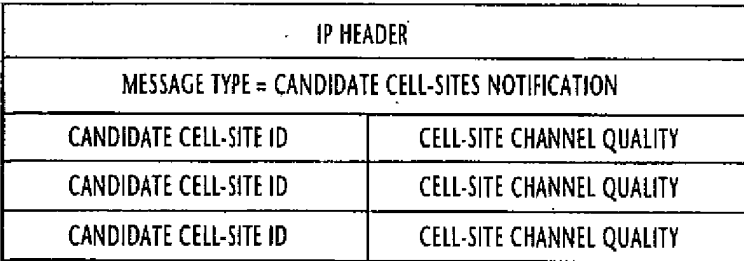 IP HEADER
MESSAGE TYPE = CANDIDATE CELL-SITES NOTIFICATION
CANDIDATE CELL-SITE ID CELL-SITE CHANNEL QUALITY
CANDIDATE CELL-SITE ID CELL-SITE CHANNEL QUALITY
CANDIDATE CELL-SITE ID CELL-SITE CHANNEL QUALITY